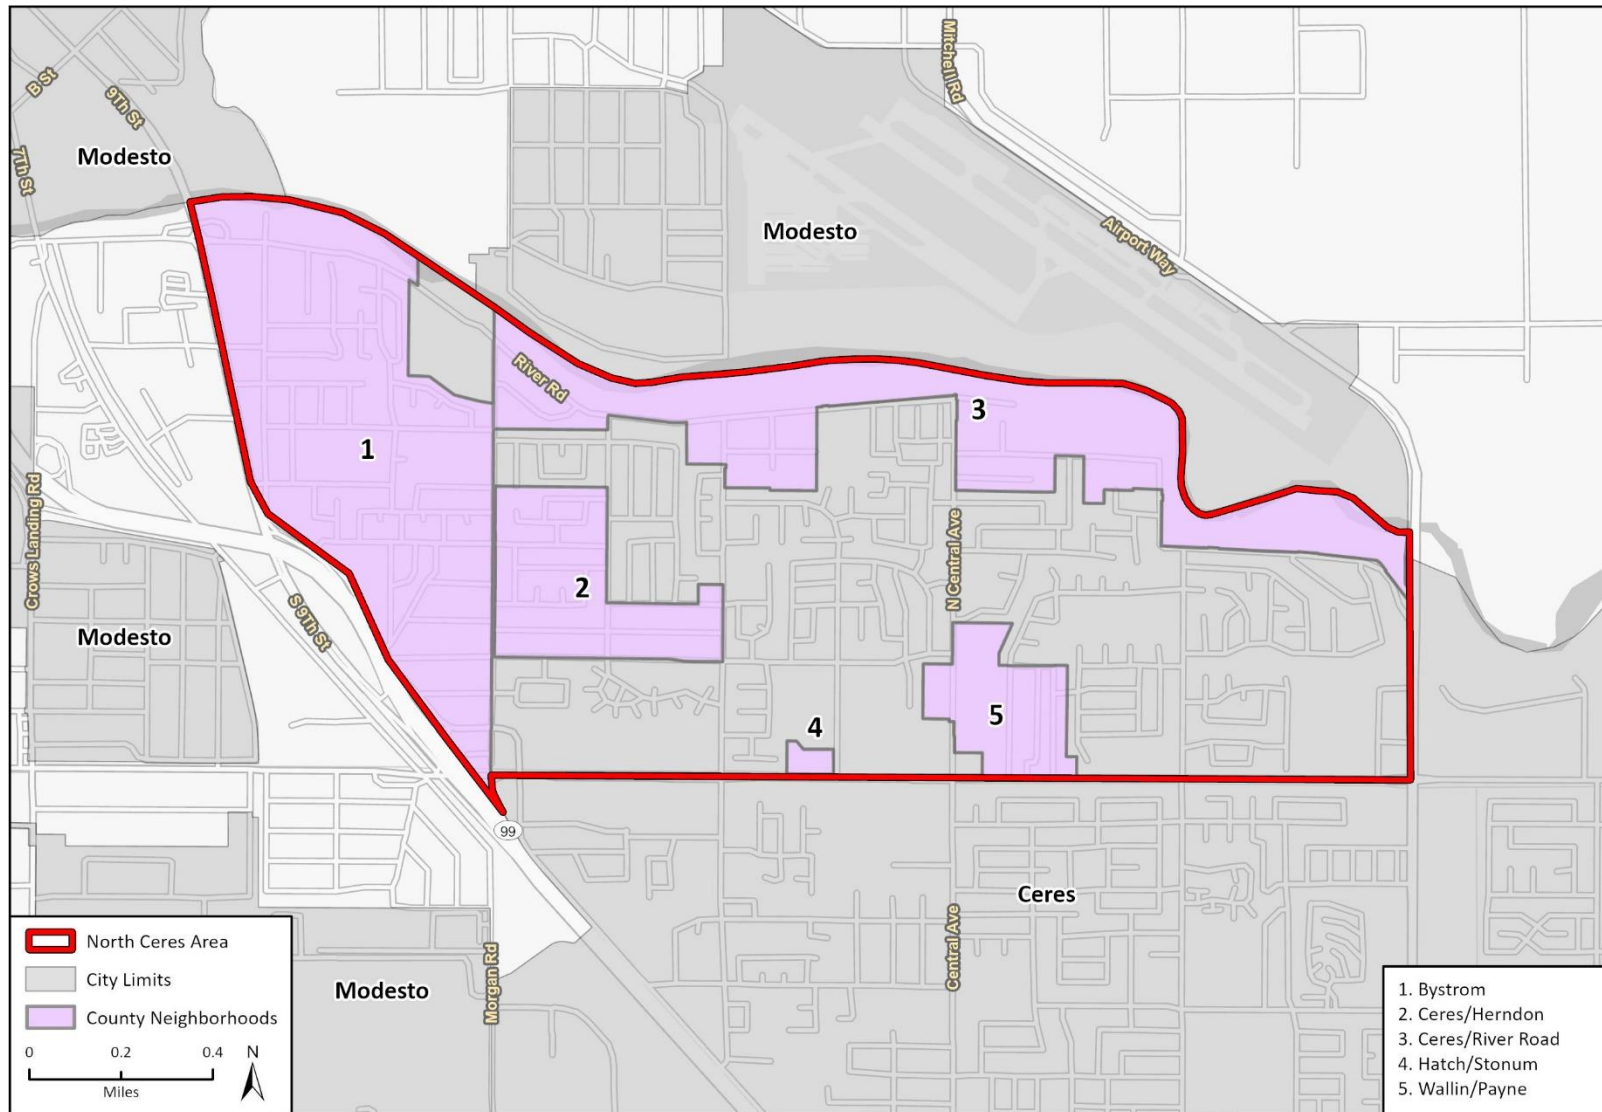 B St
9Th St
Mitchell Rd
7Th St
Modesto
Modesto
Airport Way
River Rd
3
1
Crows Landing Rd
N Central Ave
2
S 9Th St
Modesto
4
5
99
Ceres
Central Ave
Morgan Rd
Modesto
North Ceres Area
City Limits
County Neighborhoods
0 0.2 0.4
Miles
N
1. Bystrom
2. Ceres/Herndon
3. Ceres/River Road
4. Hatch/Stonum
5. Wallin/Payne